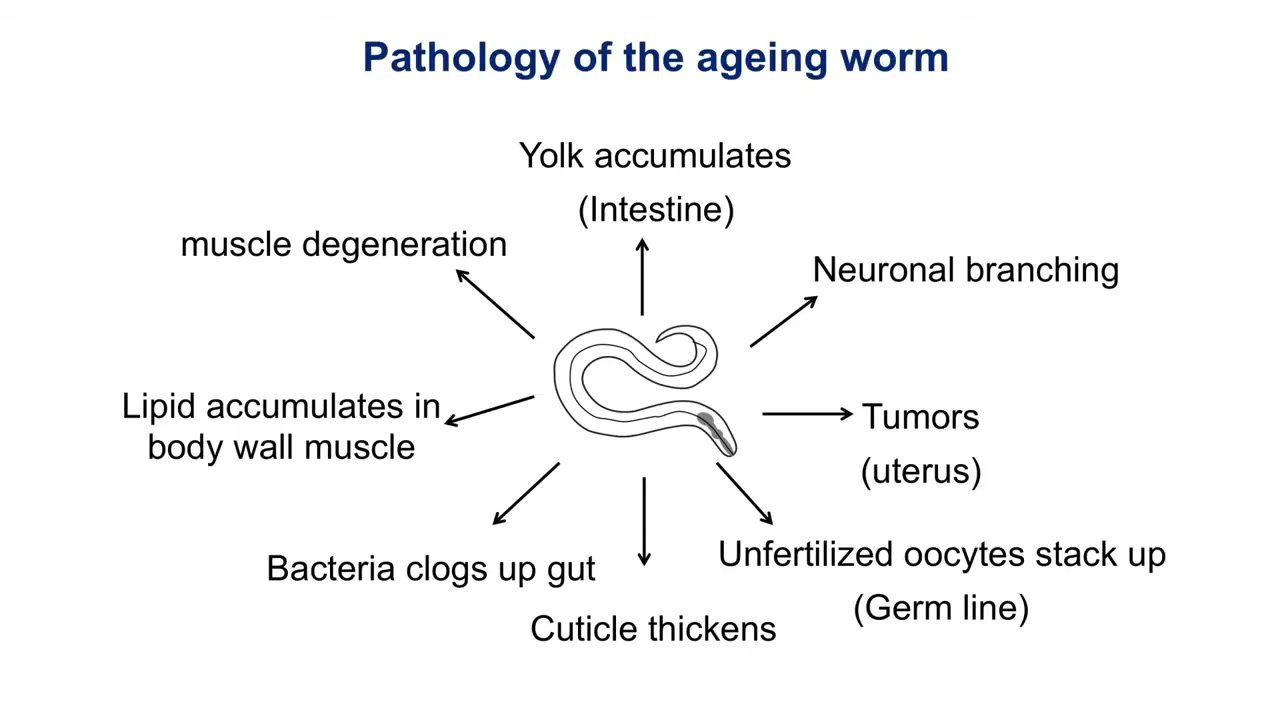 Pathology of the ageing worm
Yolk accumulates
(Intestine)
muscle degeneration
Neuronal branching
Lipid accumulates in
body wall muscle
Tumors
(uterus)
Bacteria clogs up gut
Unfertilized oocytes stack up
(Germ line)
Cuticle thickens